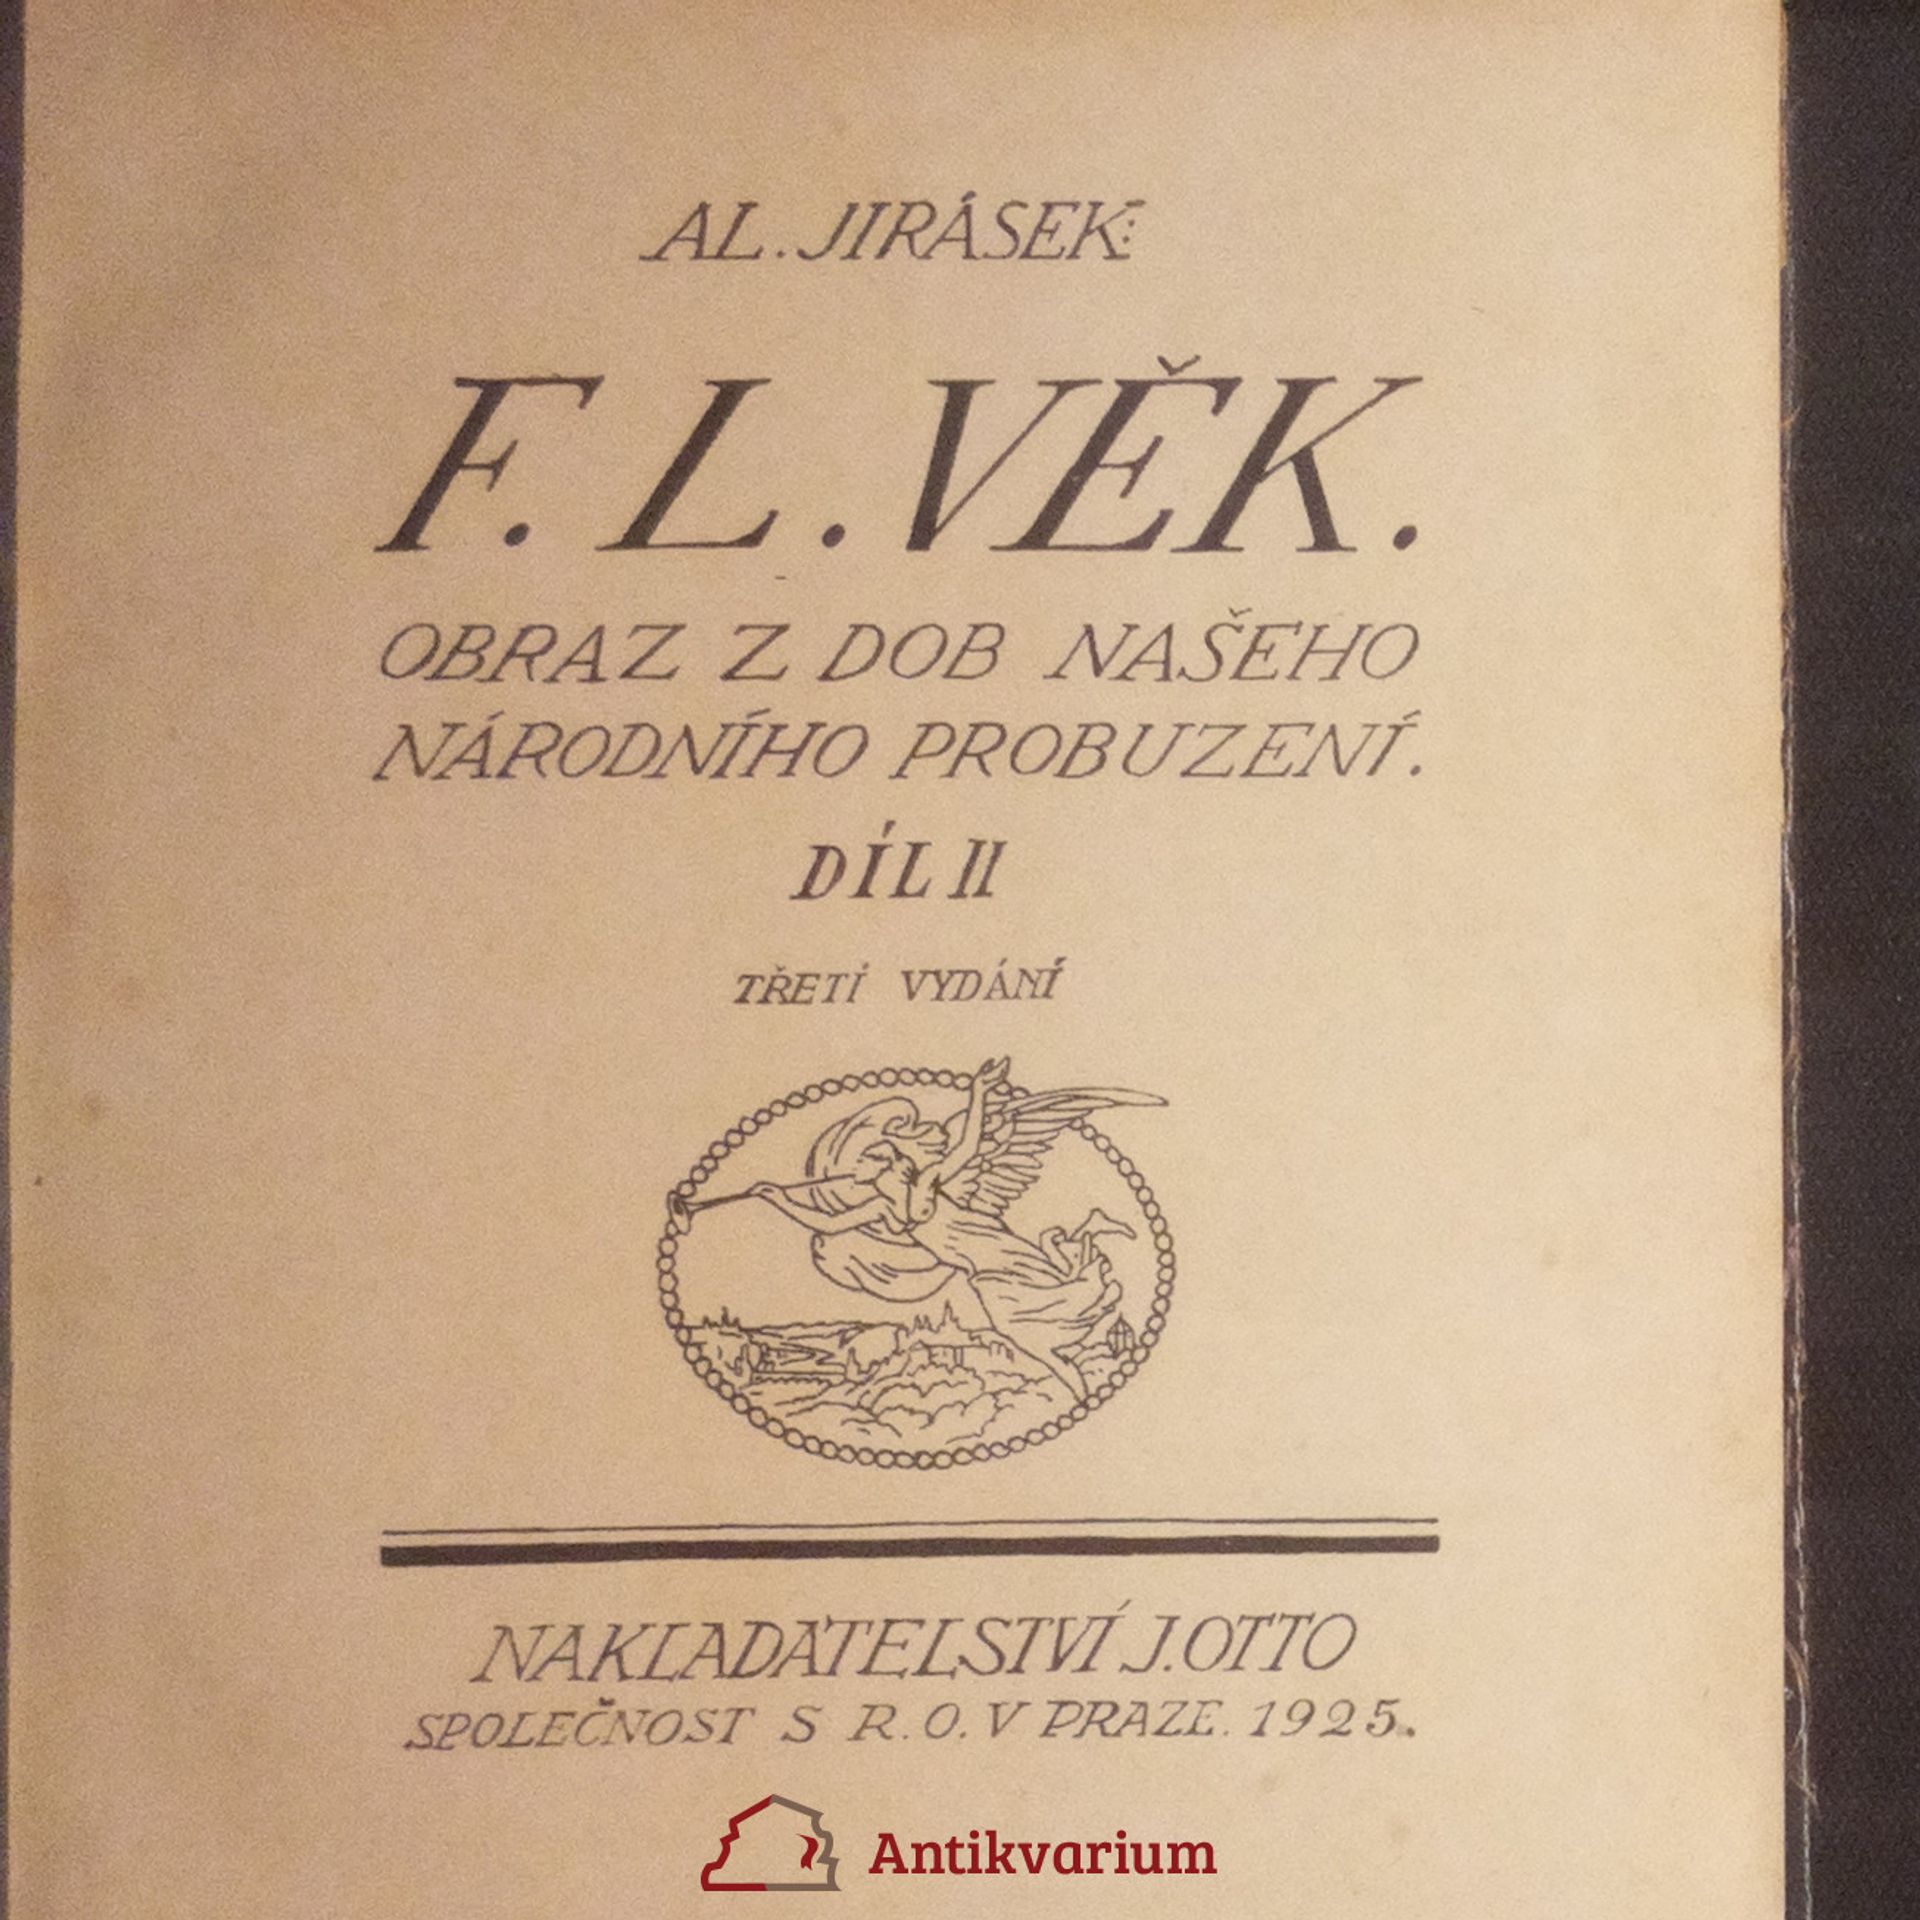 AL. JIRÁSEK:
F. L. VĚK.
OBRAZ Z DOB NAŠEHO
NÁRODNÍHO PROBUZENÍ.
DÍL II
TŘETÍ VYDÁNÍ
NAKLADATELSTVÍ J. OTTO
SPOLEČNOST S R. O. V PRAZE. 1925.
Antikvarium